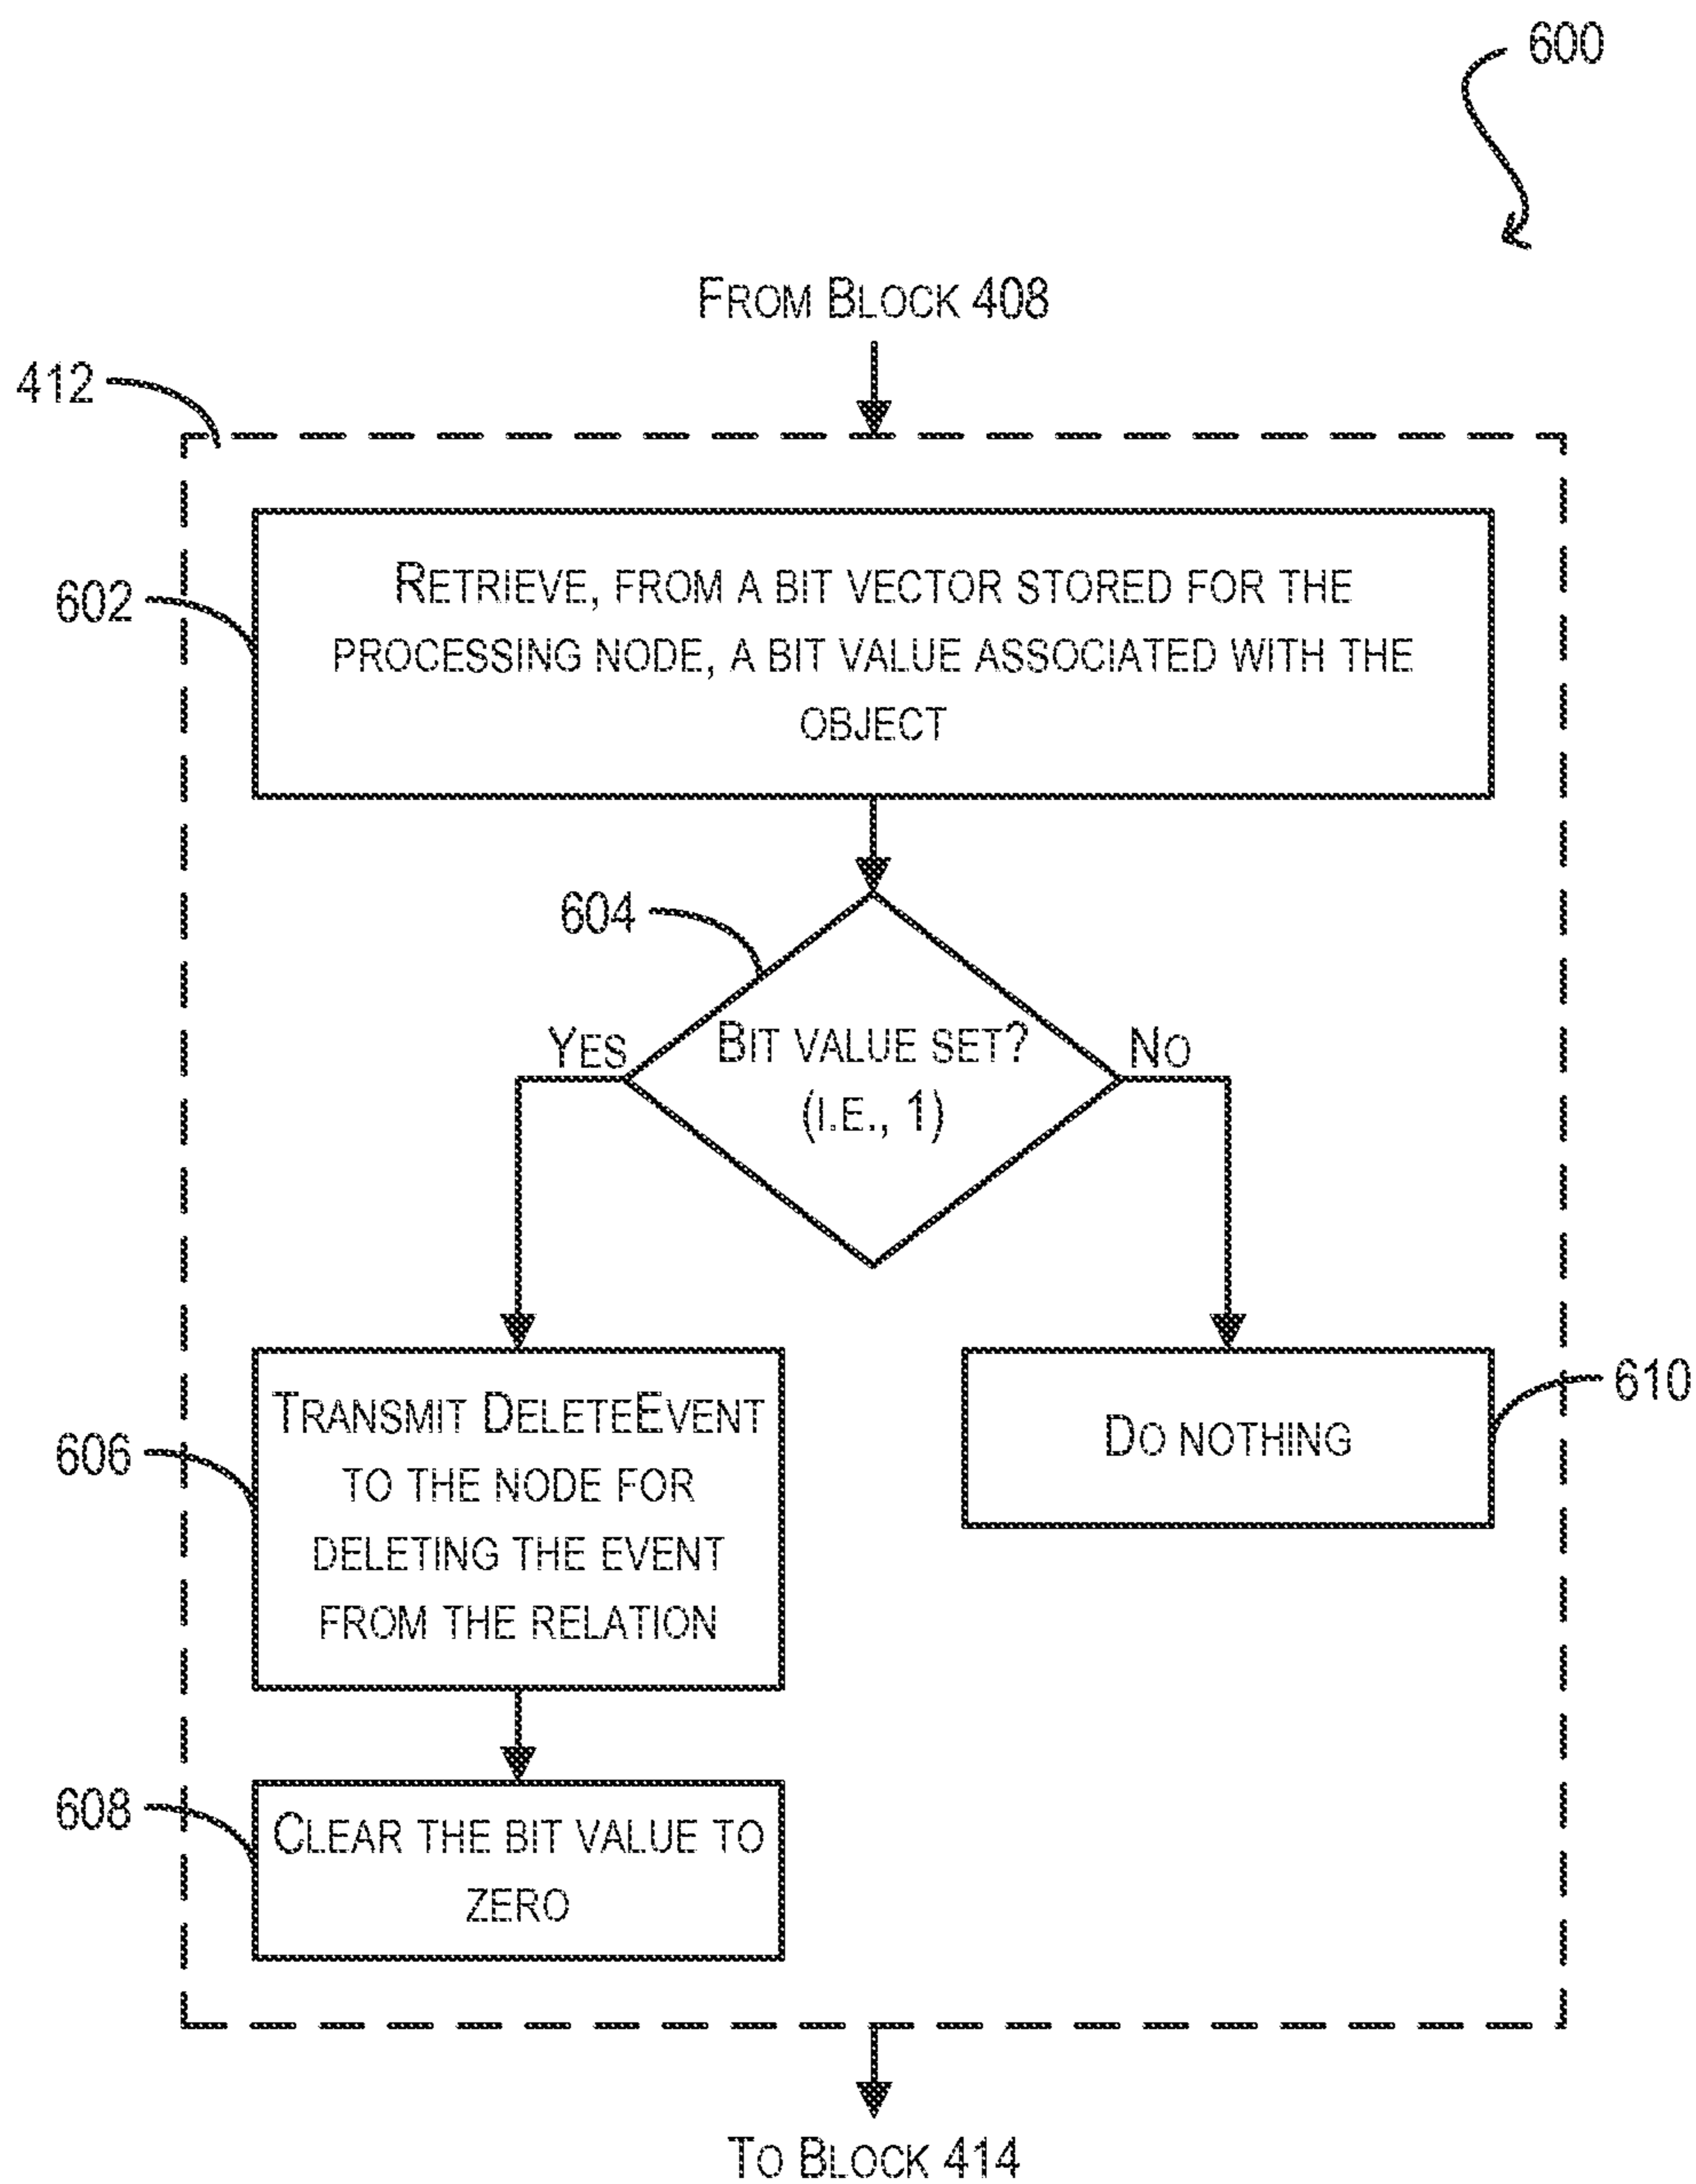 600
FROM BLOCK 408
412
602
RETRIEVE, FROM A BIT VECTOR STORED FOR THE
PROCESSING NODE, A BIT VALUE ASSOCIATED WITH THE
OBJECT
604
YES
BIT VALUE SET?
(I.E., 1)
NO
606
TRANSMIT DELETEEVENT
TO THE NODE FOR
DELETING THE EVENT
FROM THE RELATION
DO NOTHING
610
608
CLEAR THE BIT VALUE TO
ZERO
TO BLOCK 414